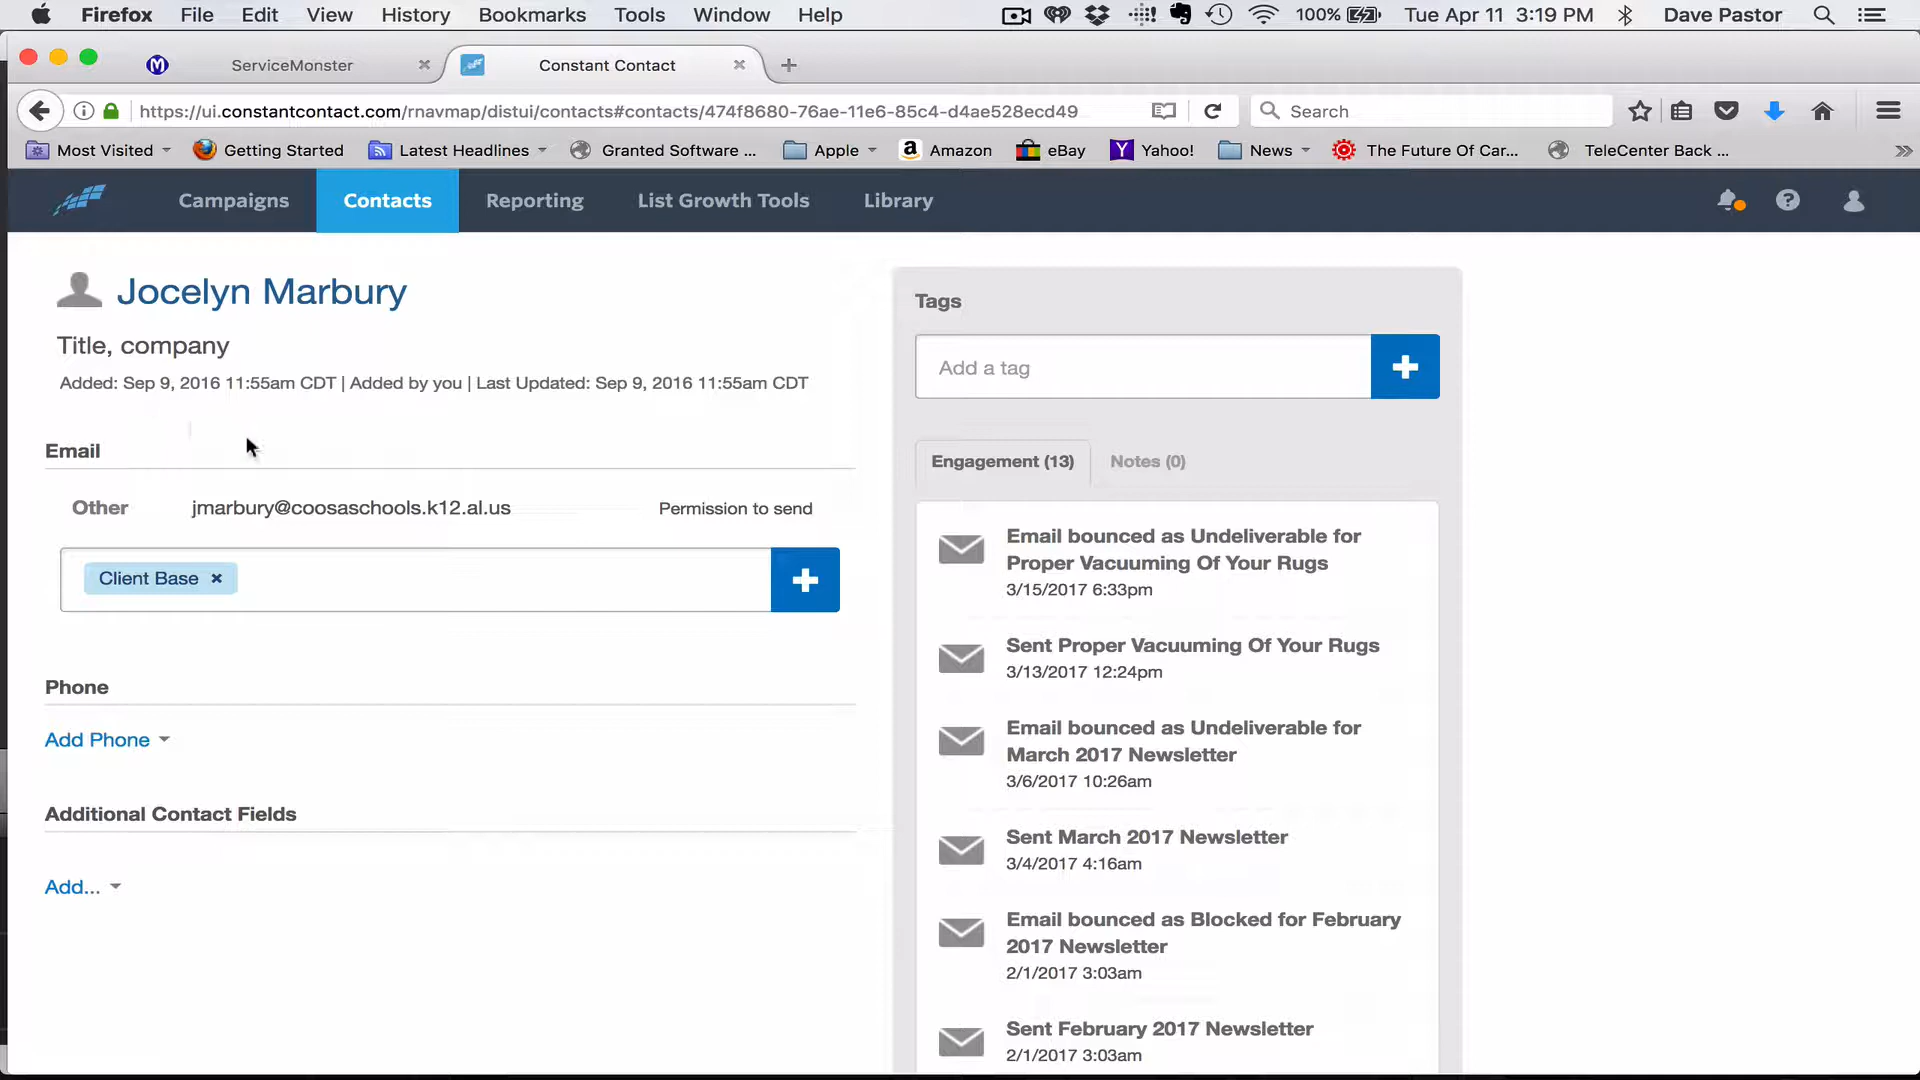 Firefox File Edit View History Bookmarks Tools Window Help 100% Tue Apr 11 3:19 PM Dave Pastor
M ServiceMonster Constant Contact
https://ui.constantcontact.com/rnavmap/distui/contacts#contacts/474f8680-76ae-11e6-85c4-d4ae528ecd49 Search
Most Visited Getting Started Latest Headlines Granted Software ... Apple a Amazon eBay Y Yahoo! News The Future Of Car... TeleCenter Back ... »
Campaigns Contacts Reporting List Growth Tools Library ?
Jocelyn Marbury
Title, company
Added: Sep 9, 2016 11:55am CDT | Added by you | Last Updated: Sep 9, 2016 11:55am CDT
Email
Other jmarbury@coosaschools.k12.al.us Permission to send
Client Base
Phone
Add Phone
Additional Contact Fields
Add...
Tags
Add a tag
Engagement (13) Notes (0)
Email bounced as Undeliverable for
Proper Vacuuming Of Your Rugs
3/15/2017 6:33pm
Sent Proper Vacuuming Of Your Rugs
3/13/2017 12:24pm
Email bounced as Undeliverable for
March 2017 Newsletter
3/6/2017 10:26am
Sent March 2017 Newsletter
3/4/2017 4:16am
Email bounced as Blocked for February
2017 Newsletter
2/1/2017 3:03am
Sent February 2017 Newsletter
2/1/2017 3:03am